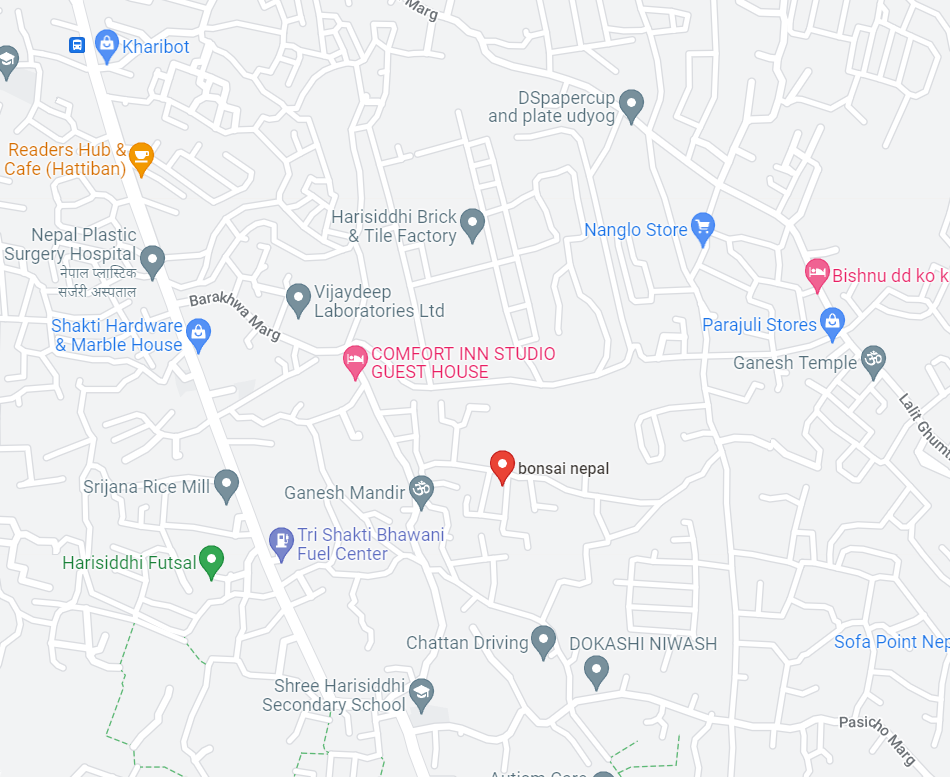 Marg
Kharibot
DSpapercup
and plate udyog
Readers Hub &
Cafe (Hattiban)
Harisiddhi Brick
& Tile Factory
Nanglo Store
Nepal Plastic
Surgery Hospital
नेपाल प्लास्टिक
सर्जरी अस्पताल
Bishnu dd ko k
Barakhwa Marg
Vijaydeep
Laboratories Ltd
Shakti Hardware
& Marble House
Parajuli Stores
COMFORT INN STUDIO
GUEST HOUSE
Ganesh Temple
Lalit Ghumt
bonsai nepal
Srijana Rice Mill
Ganesh Mandir
Tri Shakti Bhawani
Fuel Center
Harisiddhi Futsal
Chattan Driving
DOKASHI NIWASH
Sofa Point Nep
Shree Harisiddhi
Secondary School
Pasicho Marg
Autism Care